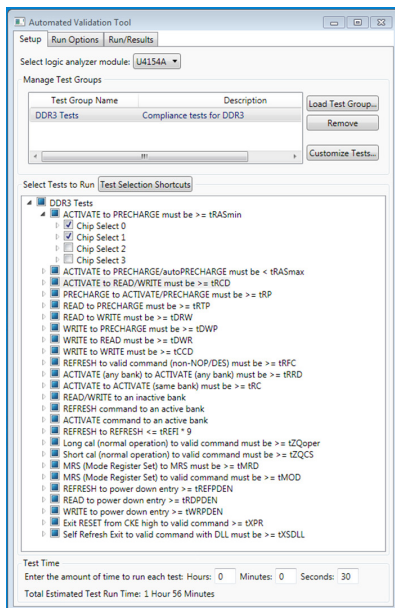 Automated Validation Tool
Setup Run Options Run/Results
Select logic analyzer module: U4154A
Manage Test Groups
Test Group Name Description
DDR3 Tests Compliance tests for DDR3
Load Test Group...
Remove
Customize Tests...
Select Tests to Run Test Selection Shortcuts
DDR3 Tests
ACTIVATE to PRECHARGE must be >= tRASmin
Chip Select 0
Chip Select 1
Chip Select 2
Chip Select 3
ACTIVATE to PRECHARGE/autoPRECHARGE must be < tRASmax
ACTIVATE to READ/WRITE must be >= tRCD
PRECHARGE to ACTIVATE/PRECHARGE must be >= tRP
READ to PRECHARGE must be >= tRTP
READ to WRITE must be >= tDRW
WRITE to PRECHARGE must be >= tDWP
WRITE to READ must be >= tDWR
WRITE to WRITE must be >= tCCD
REFRESH to valid command (non-NOP/DES) must be >= tRFC
ACTIVATE (any bank) to ACTIVATE (any bank) must be >= tRRD
ACTIVATE to ACTIVATE (same bank) must be >= tRC
READ/WRITE to an inactive bank
REFRESH command to an active bank
ACTIVATE command to an active bank
REFRESH to REFRESH <= tREFI * 9
Long cal (normal operation) to valid command must be >= tZQoper
Short cal (normal operation) to valid command must be >= tZQCS
MRS (Mode Register Set) to MRS must be >= tMRD
MRS (Mode Register Set) to valid command must be >= tMOD
REFRESH to power down entry >= tREFPDEN
READ to power down entry >= tRDPDEN
WRITE to power down entry >= tWRPDEN
Exit RESET from CKE high to valid command >= tXPR
Self Refresh Exit to valid command with DLL must be >= tXSDLL
Test Time
Enter the amount of time to run each test: Hours: 0 Minutes: 0 Seconds: 30
Total Estimated Test Run Time: 1 Hour 56 Minutes